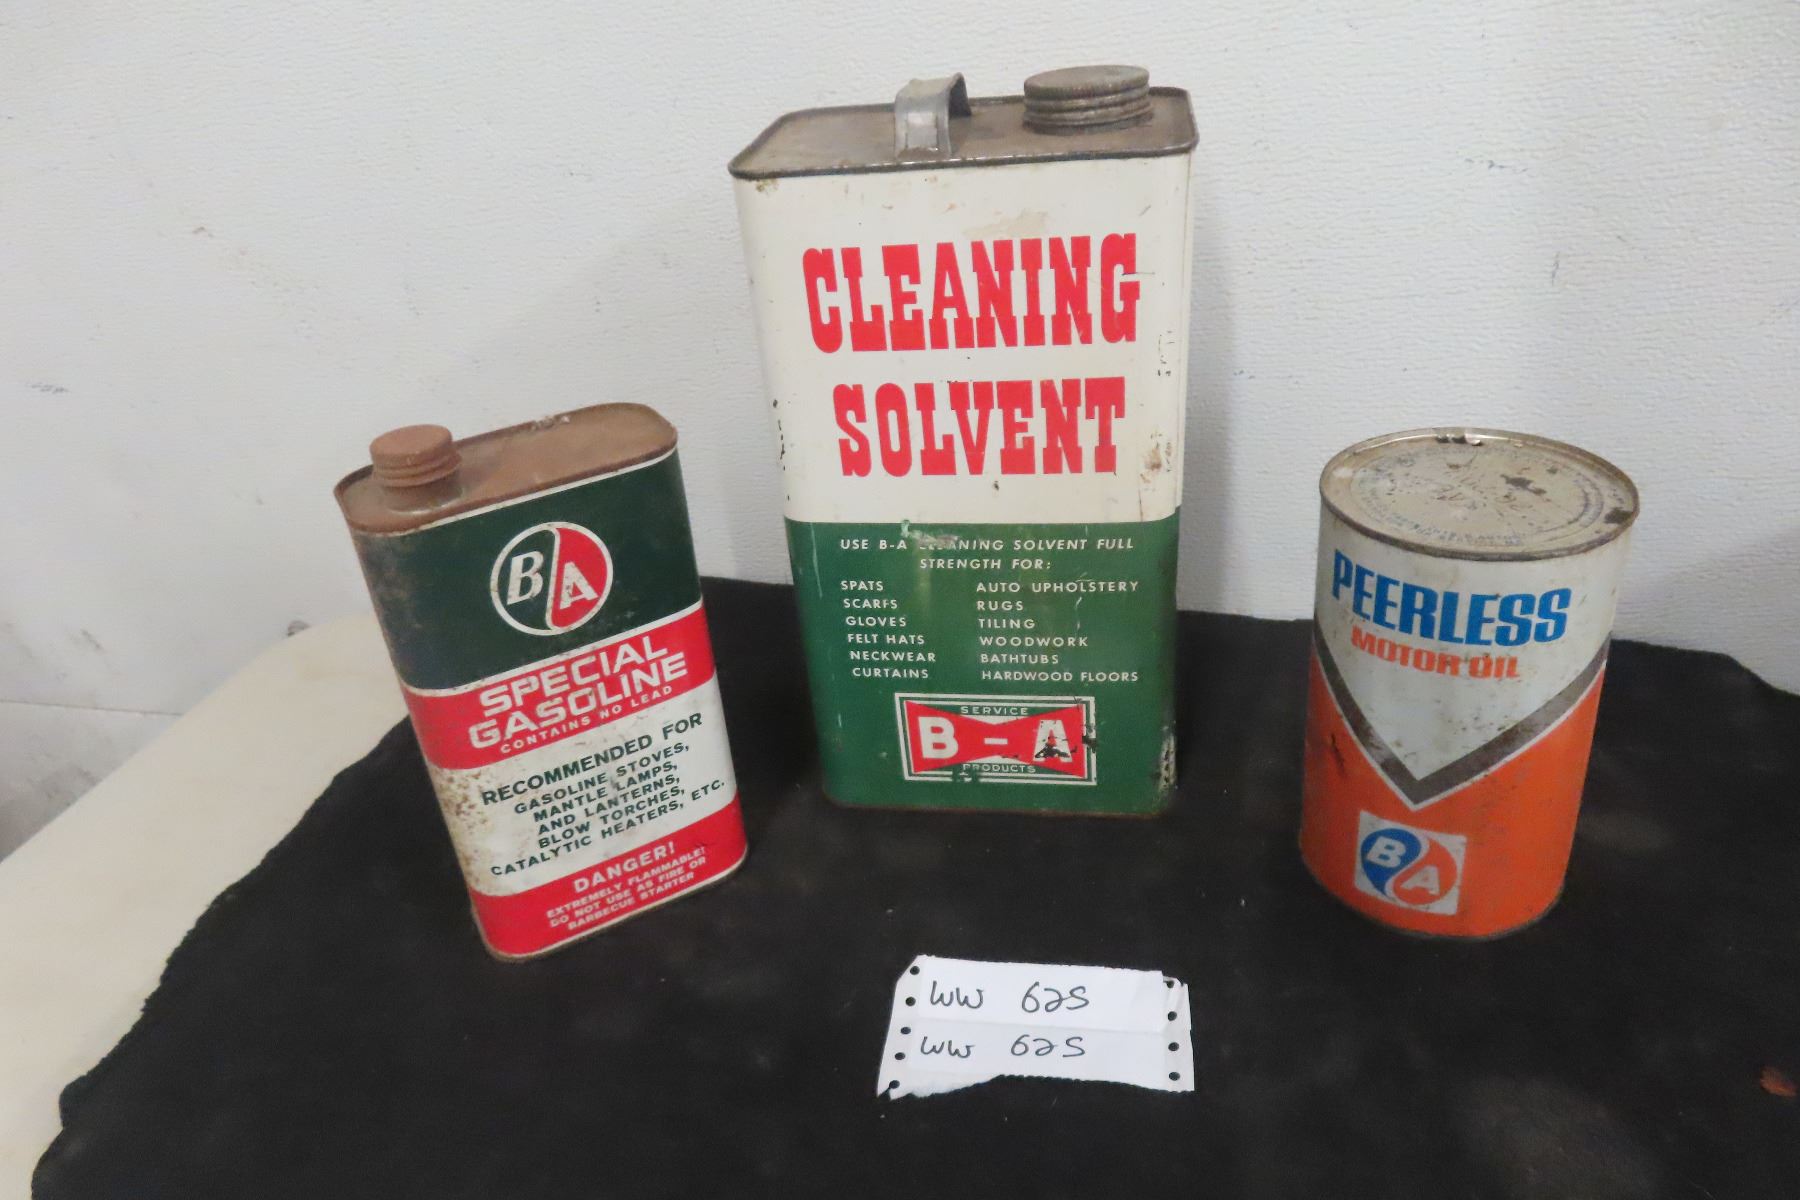 B A
SPECIAL
GASOLINE
CONTAINS NO LEAD
RECOMMENDED FOR
GASOLINE STOVES,
MANTLE LAMPS,
AND LANTERNS,
BLOW TORCHES,
CATALYTIC HEATERS, ETC.
DANGER!
EXTREMELY FLAMMABLE!
DO NOT USE AS FIRE OR
BARBECUE STARTER
CLEANING
SOLVENT
USE B-A CLEANING SOLVENT FULL
STRENGTH FOR:
SPATS
SCARFS
GLOVES
FELT HATS
NECKWEAR
CURTAINS
AUTO UPHOLSTERY
RUGS
TILING
WOODWORK
BATHTUBS
HARDWOOD FLOORS
SERVICE
B-A
PRODUCTS
PEERLESS
MOTOR OIL
B A
WW 625
WW 625